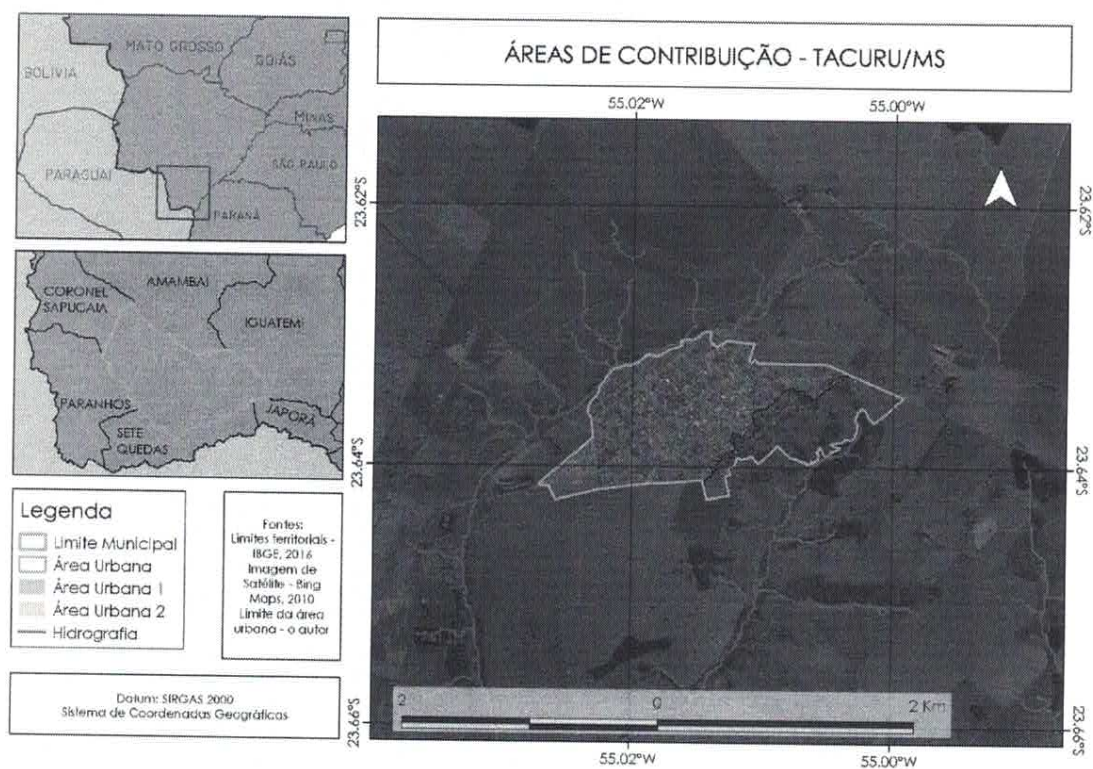 ÁREAS DE CONTRIBUIÇÃO - TACURU/MS
MATO GROSSO
GOIÁS
BOLIVIA
MINAS
SÃO PAULO
PARAGUAI
PARANÁ
CORONEL
SAPUCAIA
AMAMBAI
IGUATEMI
PARANHOS
SETE
QUEDAS
JAPORÃ
Legenda
Limite Municipal
Área Urbana
Área Urbana 1
Área Urbana 2
Hidrografia
Fontes:
Limites territoriais -
IBGE, 2016
Imagem de
Satélite - Bing
Maps, 2010
Limite da área
urbana - o autor
Datum: SIRGAS 2000
Sistema de Coordenadas Geográficas
55.02°W
55.00°W
23.62°S
23.62°S
23.64°S
23.64°S
23.66°S
23.66°S
2
0
2 Km
55.02°W
55.00°W